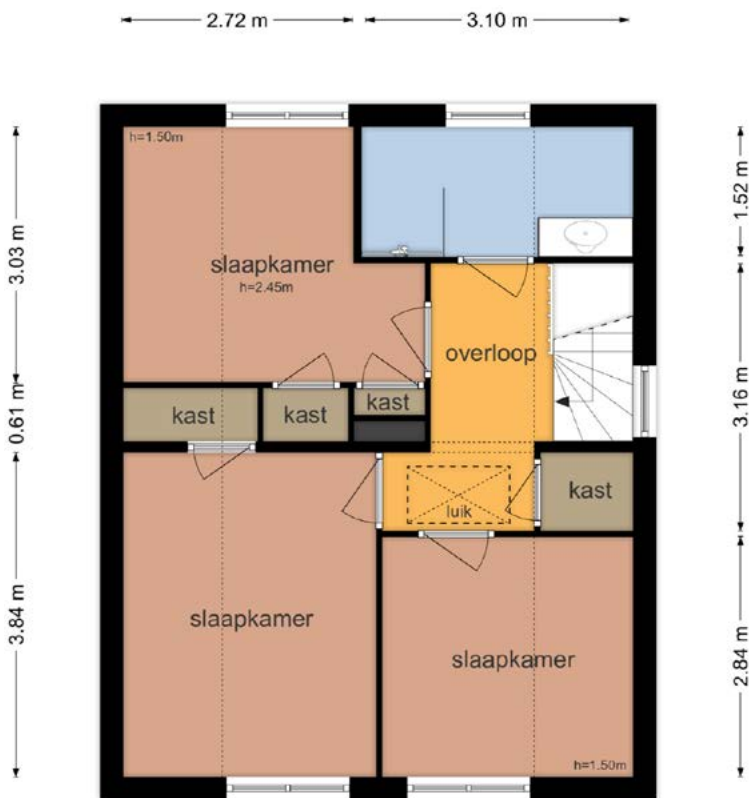 2.72 m
3.10 m
h=1.50m
3.03 m
1.52 m
slaapkamer
h=2.45m
overloop
3.16 m
0.61 m
kast
kast
kast
kast
luik
3.84 m
slaapkamer
slaapkamer
2.84 m
h=1.50m